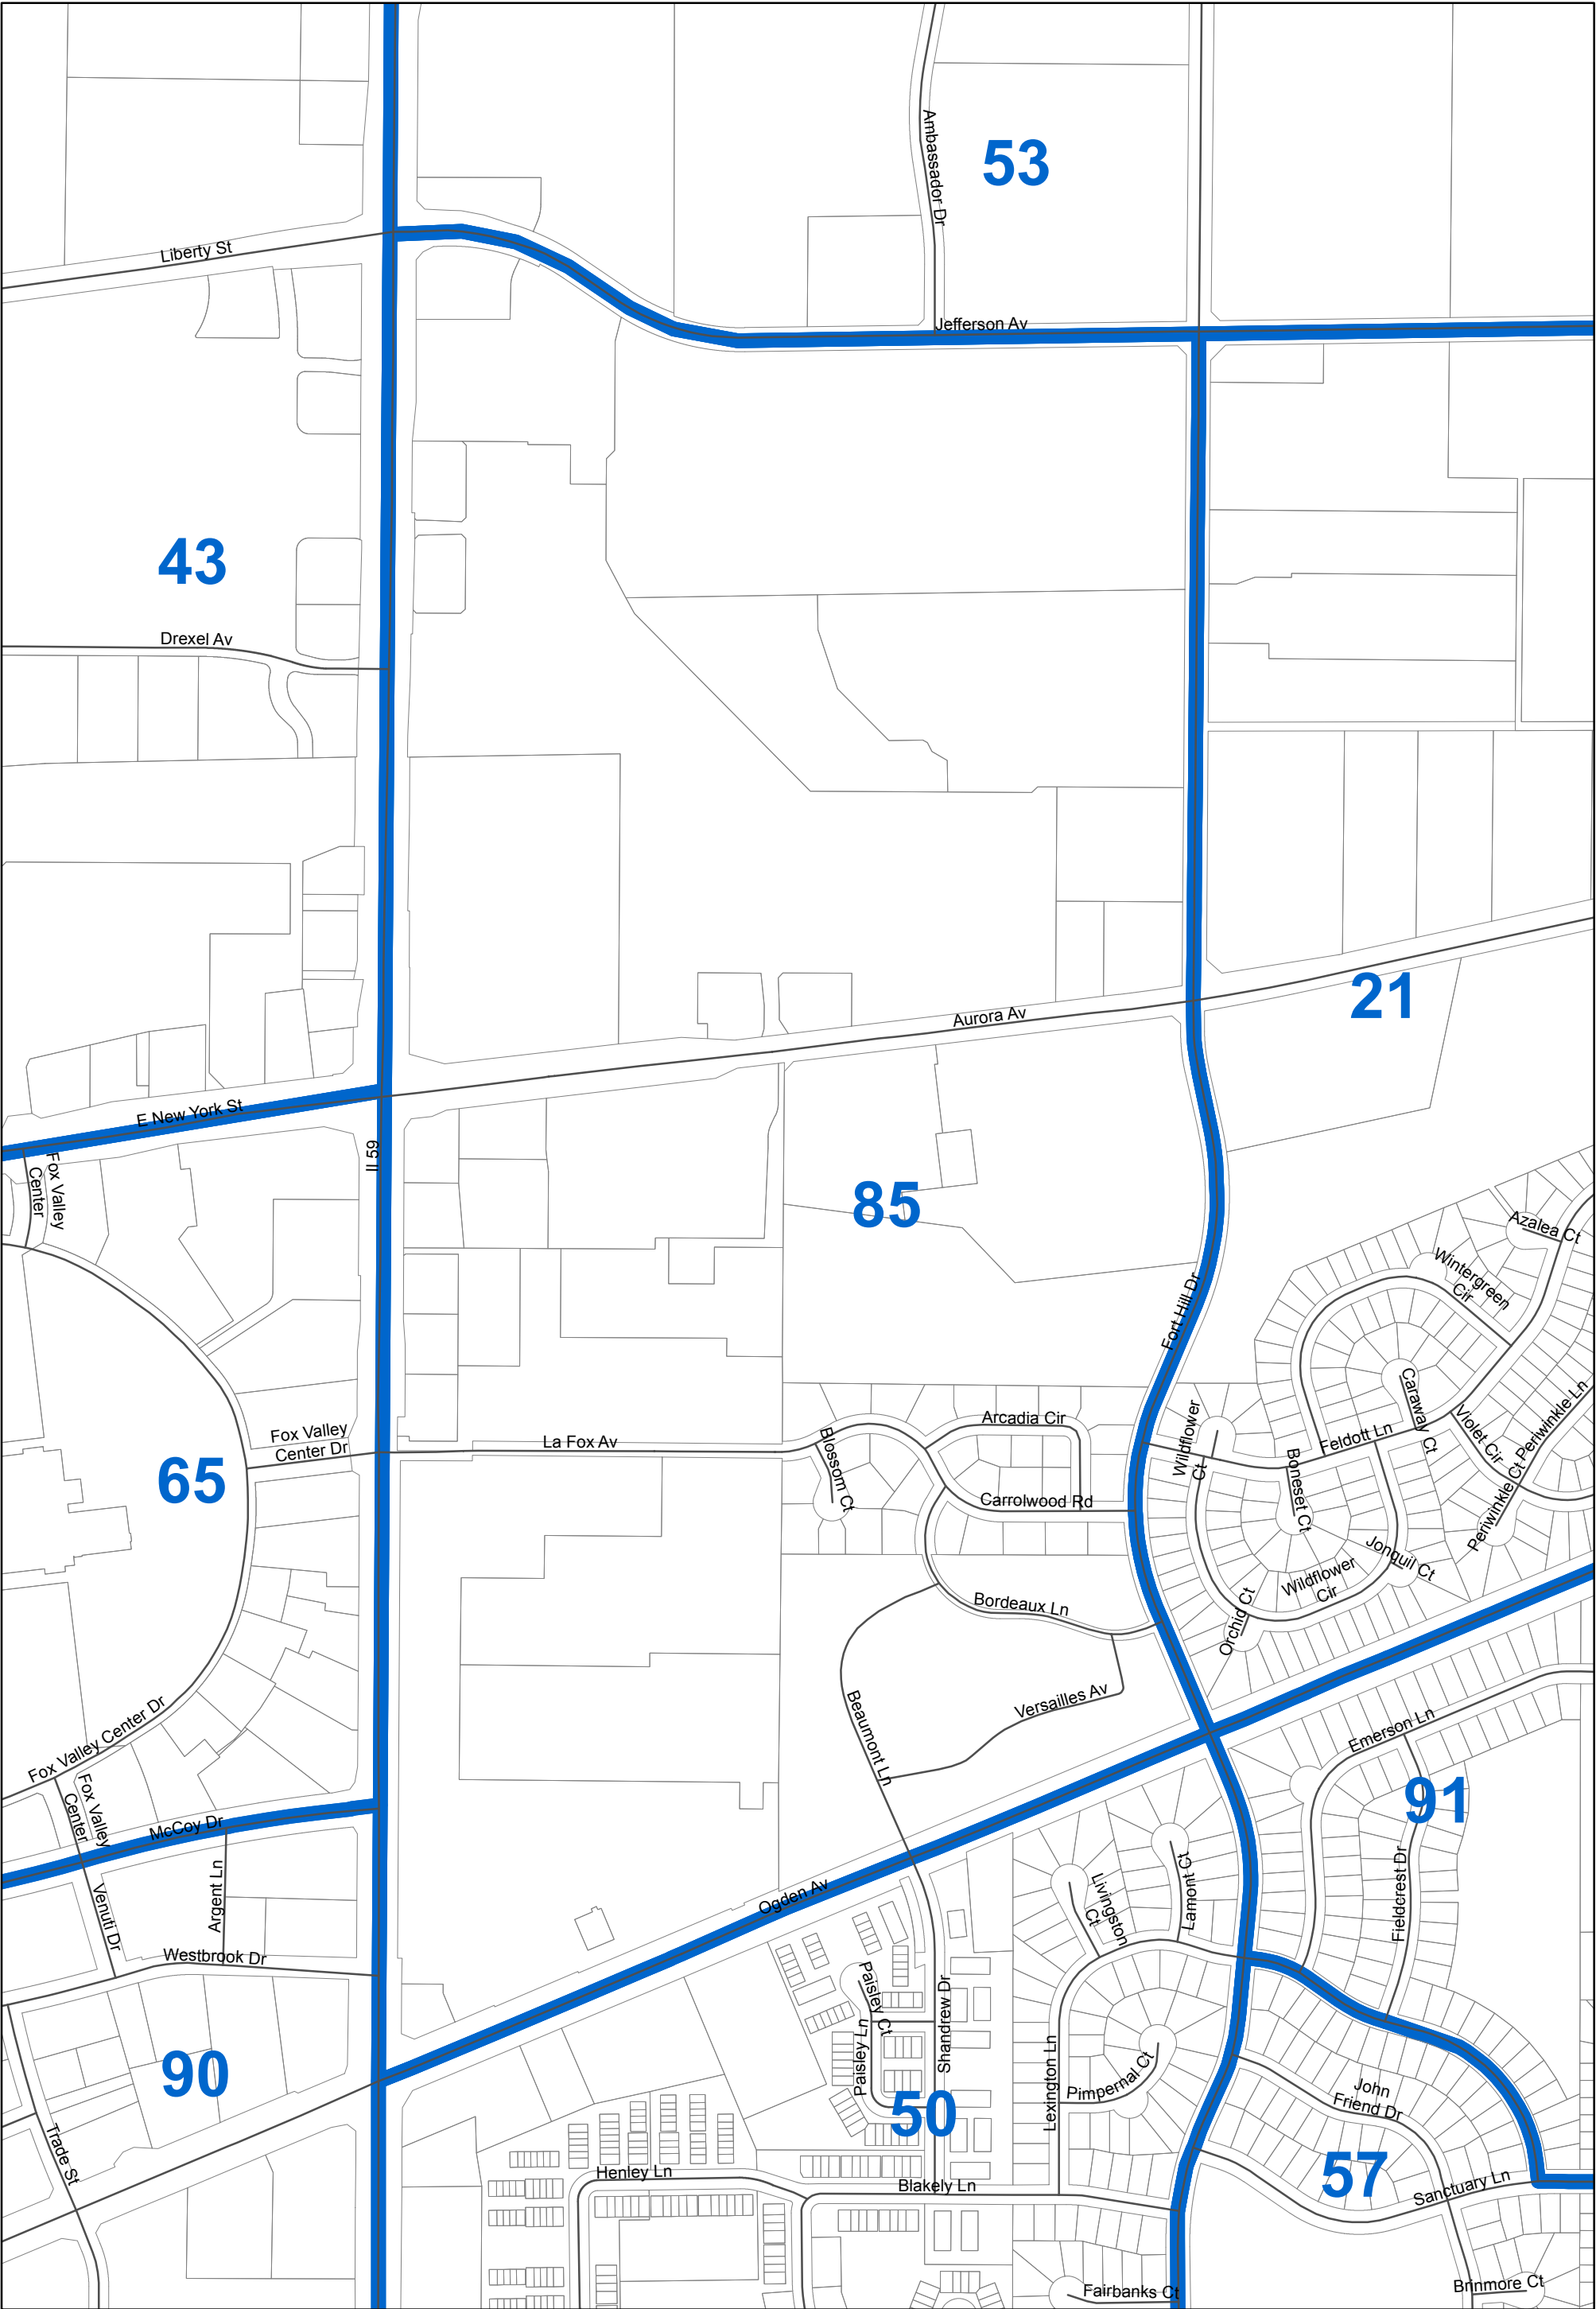 Ambassador Dr
53
Liberty St
Jefferson Av
43
Drexel Av
21
Aurora Av
E New York St
Il 59
Fox Valley
Center
85
Azalea Ct
Wintergreen
Cir
Fort Hill Dr
Caraway Ct
Periwinkle Ln
Violet Cir
Wildflower
Ct
Arcadia Cir
Fox Valley
Center Dr
La Fox Av
Blossom Ct
Feldott Ln
Boneset Ct
65
Carrolwood Rd
Periwinkle Ct
Jonquil Ct
Wildflower
Cir
Orchid Ct
Bordeaux Ln
Versailles Av
Beaumont Ln
Fox Valley Center Dr
Emerson Ln
Fox Valley
Center
91
McCoy Dr
Argent Ln
Venuti Dr
Ogden Av
Livingston
Ct
Lamont Ct
Fieldcrest Dr
Westbrook Dr
Paisley Ct
Paisley Ln
Shandrew Dr
Lexington Ln
Pimpernal Ct
90
50
John
Friend Dr
57
Trade St
Henley Ln
Blakely Ln
Sanctuary Ln
Fairbanks Ct
Brinmore Ct